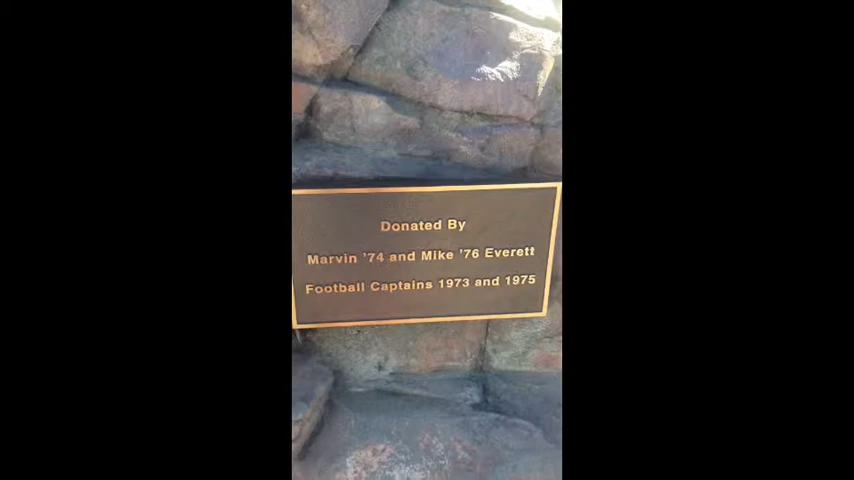 Donated By
Marvin '74 and Mike '76 Everett
Football Captains 1973 and 1975